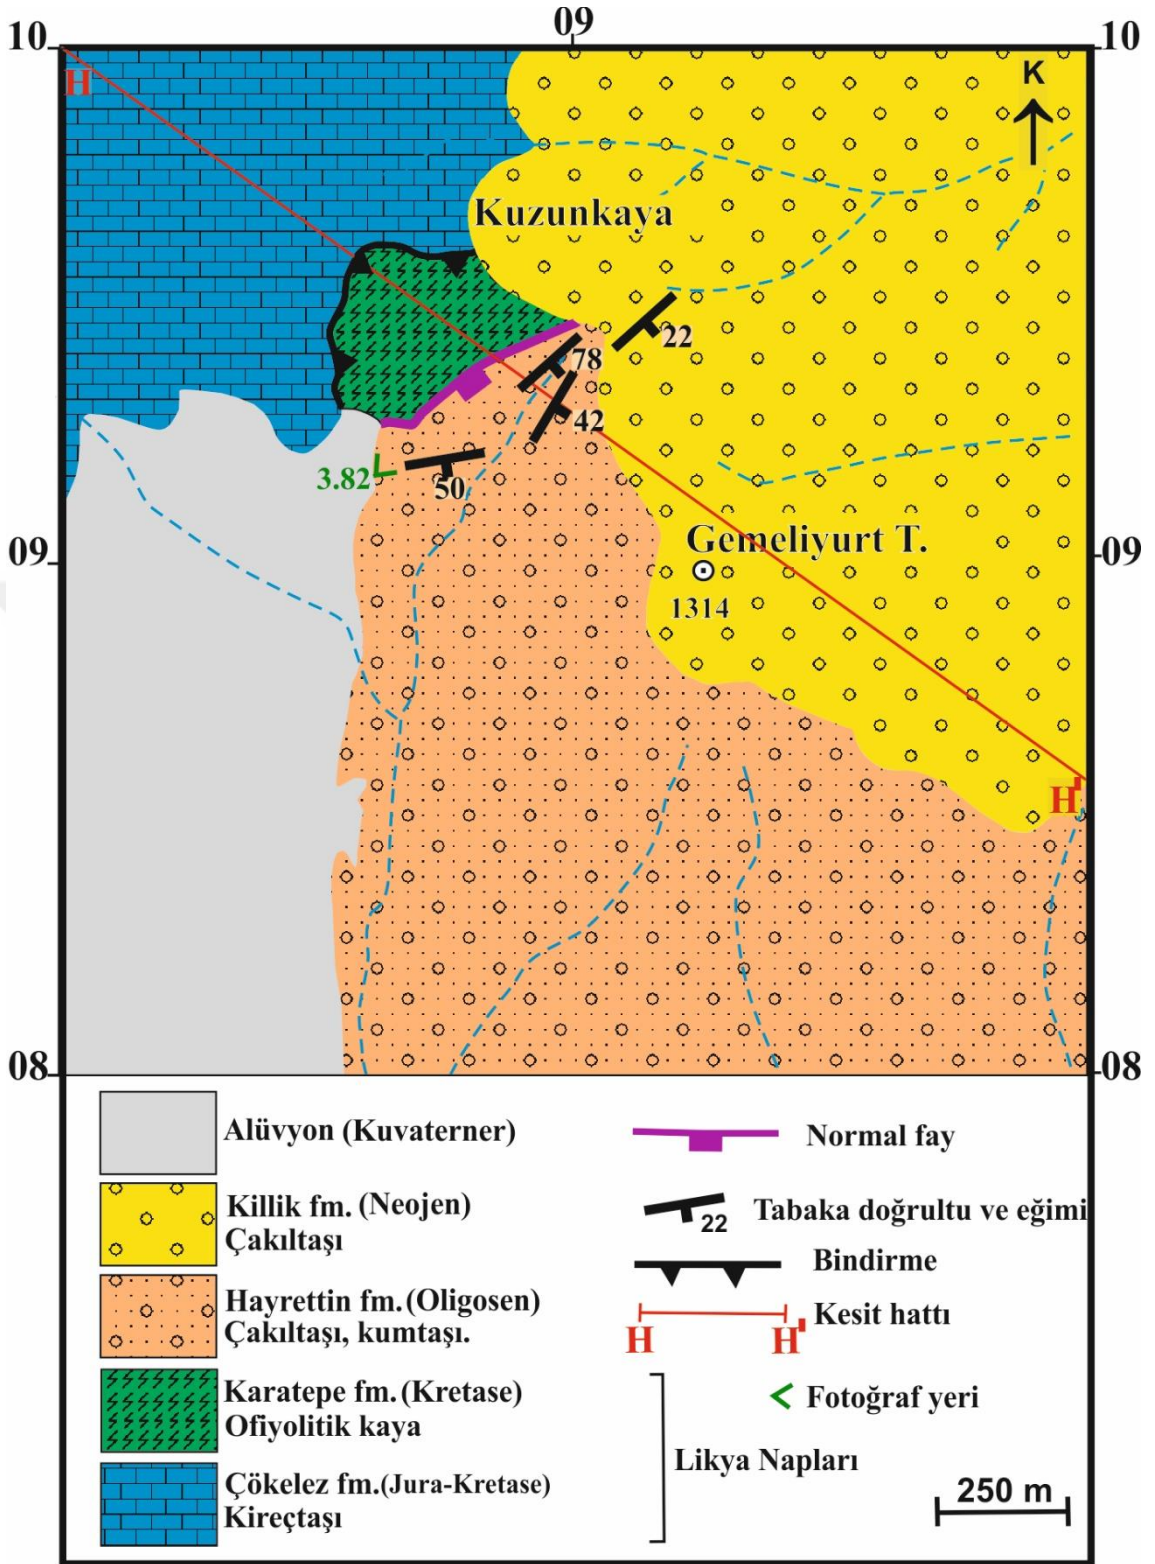 09
10
10
H
K
Kuzunkaya
22
78
42
3.82
50
09
09
Gemeliyurt T.
1314
H'
08
08
Alüvyon (Kuvaterner)
Killik fm. (Neojen)
Çakıltaşı
Hayrettin fm. (Oligosen)
Çakıltaşı, kumtaşı.
Karatepe fm. (Kretase)
Ofiyolitik kaya
Çökelez fm. (Jura-Kretase)
Kireçtaşı
Normal fay
22
Tabaka doğrultu ve eğimi
Bindirme
H
H'
Kesit hattı
Fotoğraf yeri
Likya Napları
250 m